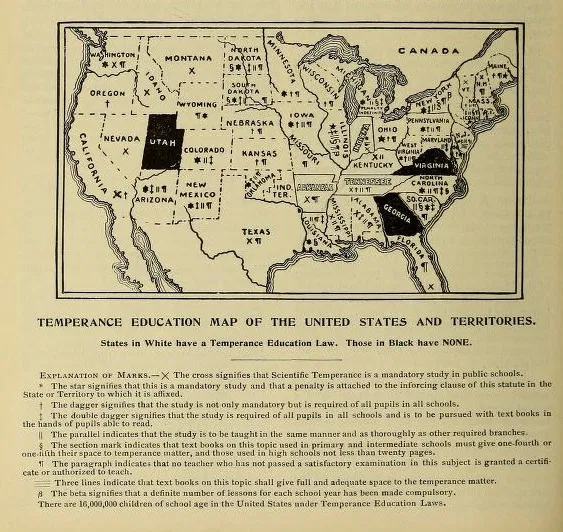 CANADA
WASHINGTON
* X ¶
MONTANA
X
NORTH
DAKOTA
SOUTH
DAKOTA
MINNESOTA
WISCONSIN
MAINE
OREGON
†
IDAHO
X
WYOMING
¶*
NEBRASKA
† ¶
IOWA
NEW YORK
VT.
N.H.
MASS.
PENNSYLVANIA
NEVADA
X
UTAH
COLORADO
KANSAS
† ¶
MISSOURI
ILLINOIS
OHIO
WEST
VIRGINIA
MARYLAND
VIRGINIA
KENTUCKY
X II
CALIFORNIA
X †
ARIZONA
NEW
MEXICO
OKLAHOMA
IND.
TER.
ARKANSAS
X ¶
TENNESSEE
NORTH
CAROLINA
SO. CAR.
TEXAS
X ¶
LOUISIANA
MISSISSIPPI
ALABAMA
GEORGIA
FLORIDA
X
TEMPERANCE EDUCATION MAP OF THE UNITED STATES AND TERRITORIES.
States in White have a Temperance Education Law. Those in Black have NONE.
EXPLANATION OF MARKS.—X The cross signifies that Scientific Temperance is a mandatory study in public schools.
* The star signifies that this is a mandatory study and that a penalty is attached to the inforcing clause of this statute in the
State or Territory to which it is affixed.
† The dagger signifies that the study is not only mandatory but is required of all pupils in all schools.
‡ The double dagger signifies that the study is required of all pupils in all schools and is to be pursued with text books in
the hands of pupils able to read.
|| The parallel indicates that the study is to be taught in the same manner and as thoroughly as other required branches.
§ The section mark indicates that text books on this topic used in primary and intermediate schools must give one-fourth or
one-fifth their space to temperance matter, and those used in high schools not less than twenty pages.
¶ The paragraph indicates that no teacher who has not passed a satisfactory examination in this subject is granted a certifi-
cate or authorized to teach.
Three lines indicate that text books on this topic shall give full and adequate space to the temperance matter.
β The beta signifies that a definite number of lessons for each school year has been made compulsory.
There are 16,000,000 children of school age in the United States under Temperance Education Laws.